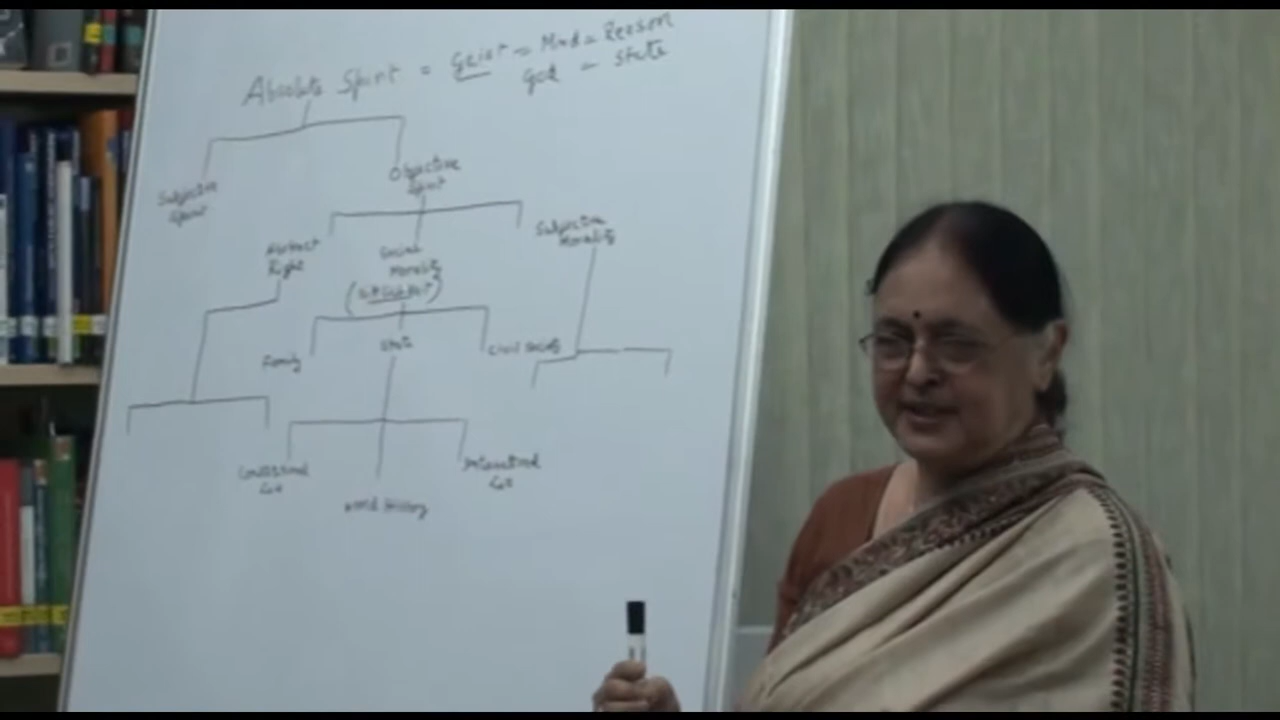 Absolute Spirit = Geist = Mind = Reason
God = State
Subjective
Spirit
Objective
Spirit
Abstract
Right
Social
Morality
(Sittlichkeit)
Subjective
Morality
Family
State
Civil Society
Constitutional
Law
World History
International
Law